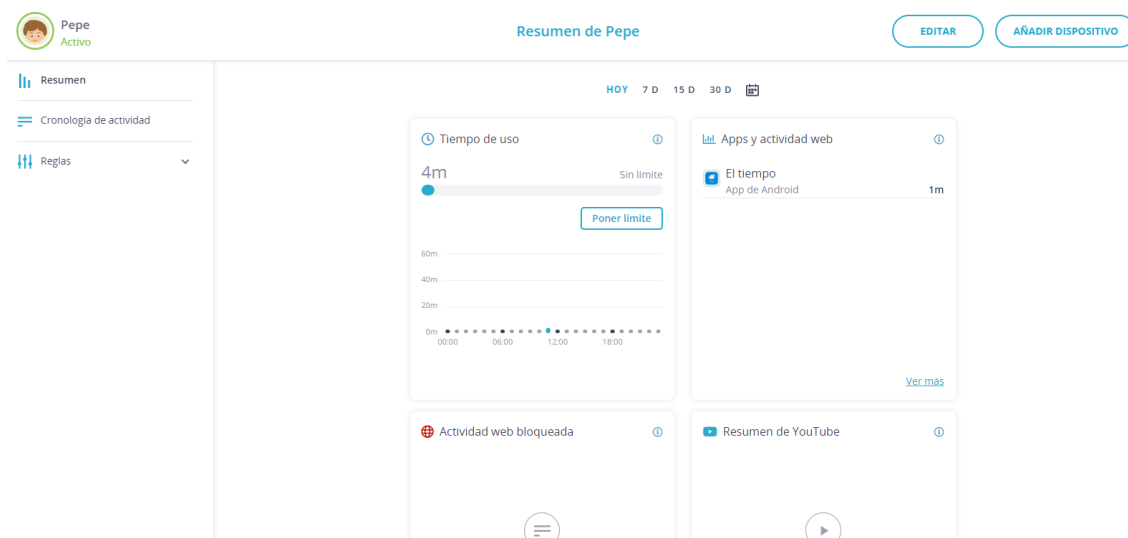 Pepe
Activo
Resumen de Pepe
EDITAR
AÑADIR DISPOSITIVO
Resumen
Cronología de actividad
Reglas
HOY 7 D 15 D 30 D
Tiempo de uso
4m
Sin límite
Poner límite
60m
40m
20m
0m
00:00 06:00 12:00 18:00
Apps y actividad web
El tiempo
App de Android 1m
Ver más
Actividad web bloqueada
Resumen de YouTube